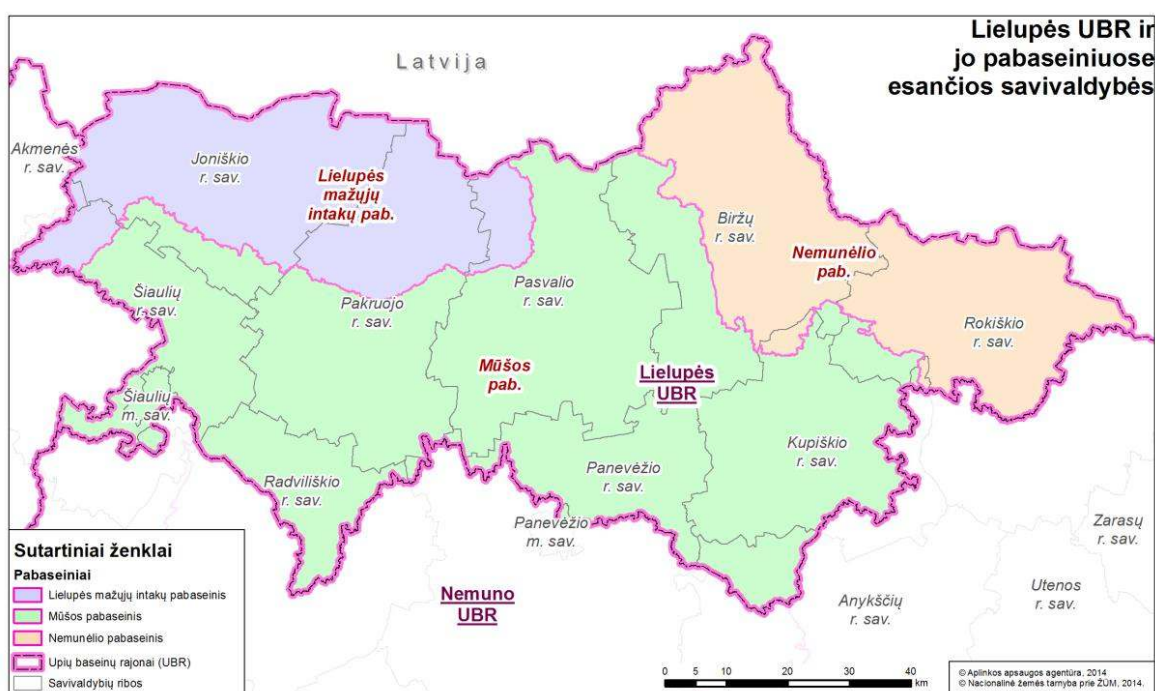 Lielupės UBR ir
jo pabaseiniuose
esančios savivaldybės
Latvija
Akmenės
r. sav.
Joniškio
r. sav.
Lielupės
mažųjų
intakų pab.
Biržų
r. sav.
Nemunėlio
pab.
Šiaulių
r. sav.
Pakruojo
r. sav.
Pasvalio
r. sav.
Rokiškio
r. sav.
Mūšos
pab.
Lielupės
UBR
Šiaulių
m. sav.
Kupiškio
r. sav.
Radviliškio
r. sav.
Panevėžio
r. sav.
Panevėžio
m. sav.
Zarasų
r. sav.
Nemuno
UBR
Anykščių
r. sav.
Utenos
r. sav.
Sutartiniai ženklai
Pabaseiniai
Lielupės mažųjų intakų pabaseinis
Mūšos pabaseinis
Nemunėlio pabaseinis
Upių baseinų rajonai (UBR)
Savivaldybių ribos
0 5 10 20 30 40
km
© Aplinkos apsaugos agentūra, 2014
© Nacionalinė žemės tarnyba prie ŽŪM, 2014.